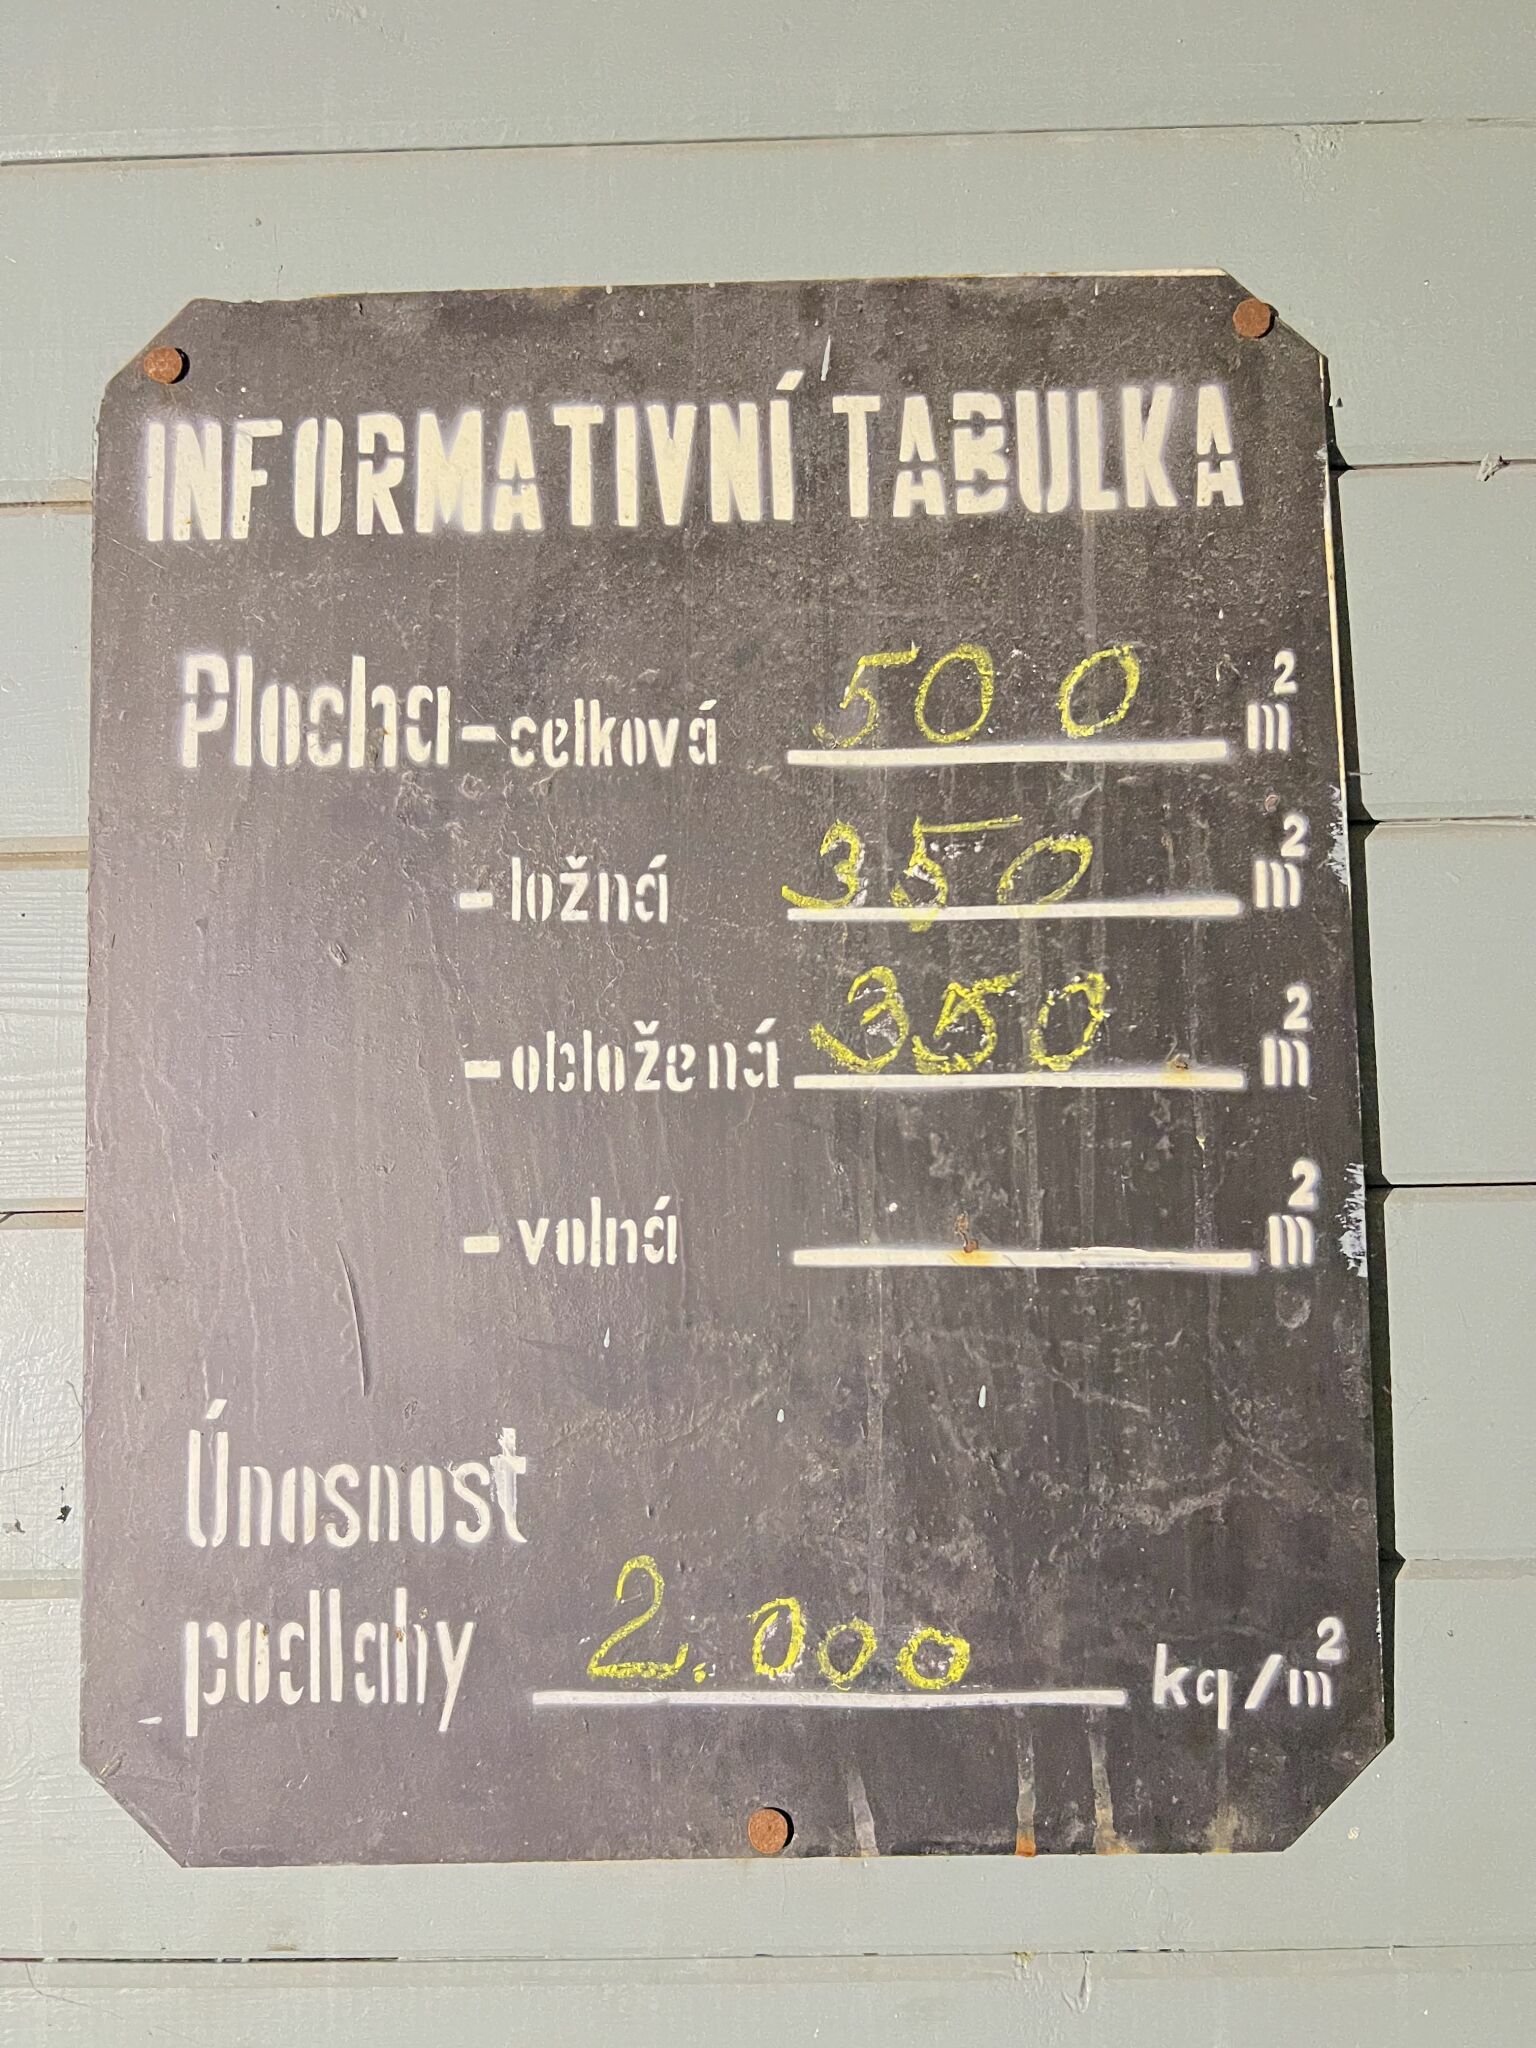 INFORMATIVNÍ TABULKA
Plocha - celková 500 m²
- ložná 350 m²
- obložená 350 m²
- volná m²
Únosnost
podlahy 2.000 kg/m²